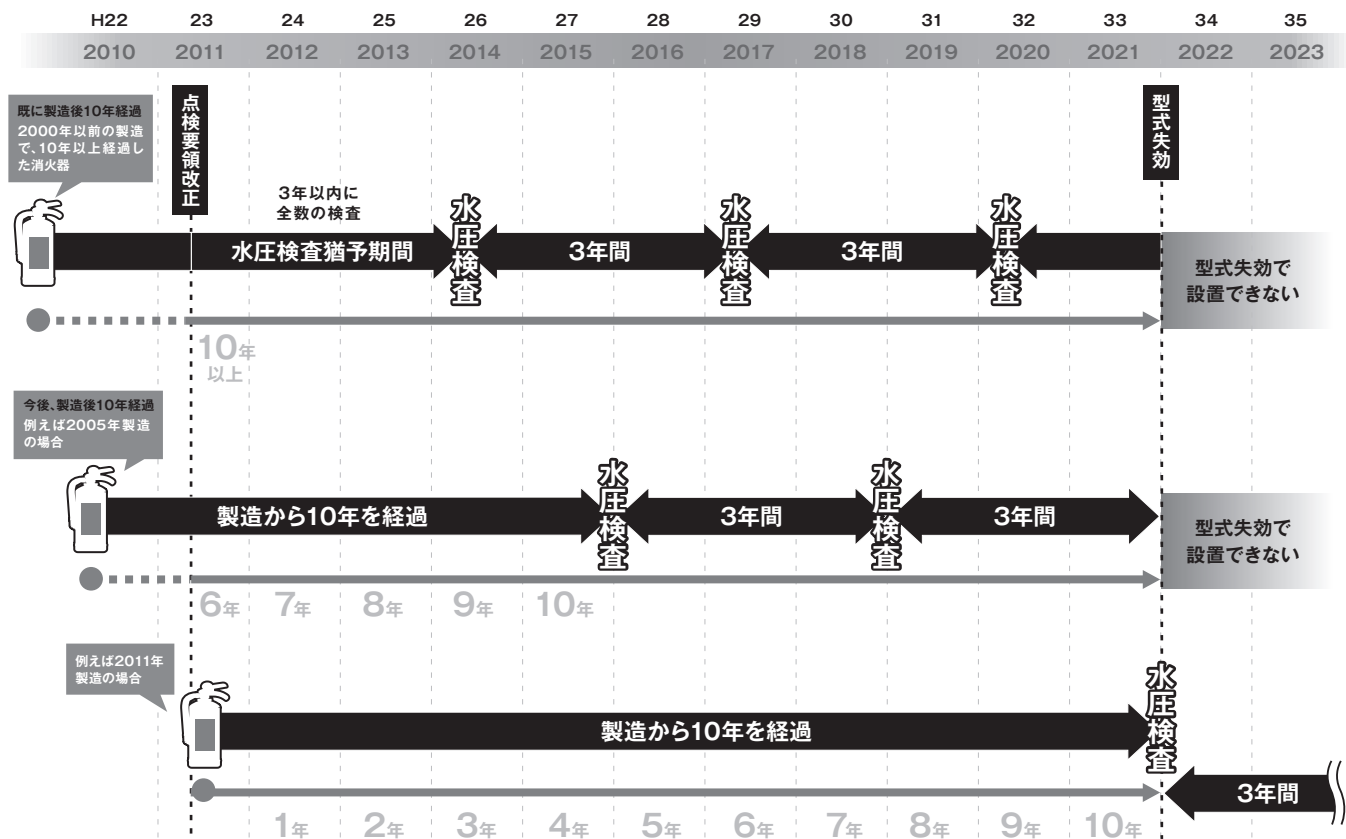 H22 23 24 25 26 27 28 29 30 31 32 33 34 35
2010 2011 2012 2013 2014 2015 2016 2017 2018 2019 2020 2021 2022 2023
点検要領改正
型式失効
既に製造後10年経過
2000年以前の製造
で、10年以上経過し
た消火器
3年以内に
全数の検査
水圧検査猶予期間
水圧検査
3年間
水圧検査
3年間
水圧検査
型式失効で
設置できない
10年
以上
今後、製造後10年経過
例えば2005年製造
の場合
製造から10年を経過
水圧検査
3年間
水圧検査
3年間
型式失効で
設置できない
6年 7年 8年 9年 10年
例えば2011年
製造の場合
製造から10年を経過
水圧検査
3年間
1年 2年 3年 4年 5年 6年 7年 8年 9年 10年